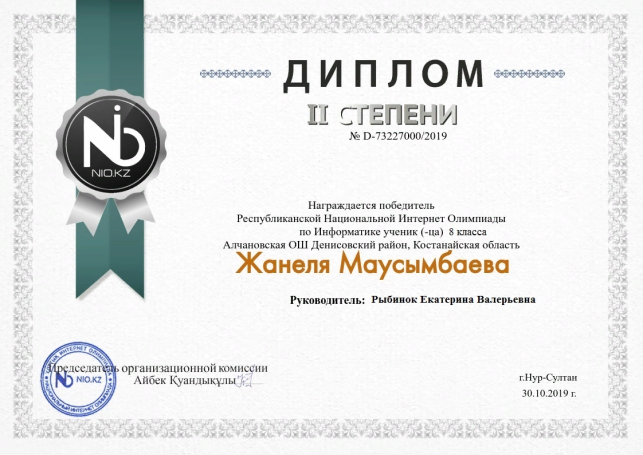 ДИПЛОМ
II СТЕПЕНИ
№ D-73227000/2019
NIO.KZ
Награждается победитель
Республиканской Национальной Интернет Олимпиады
по Информатике ученик (-ца) 8 класса
Алчановская ОШ Денисовский район, Костанайская область
Жанеля Маусымбаева
Руководитель: Рыбинок Екатерина Валерьевна
Председатель организационной комиссии
Айбек Қуандықұлы
NIO.KZ
г.Нур-Султан
30.10.2019 г.